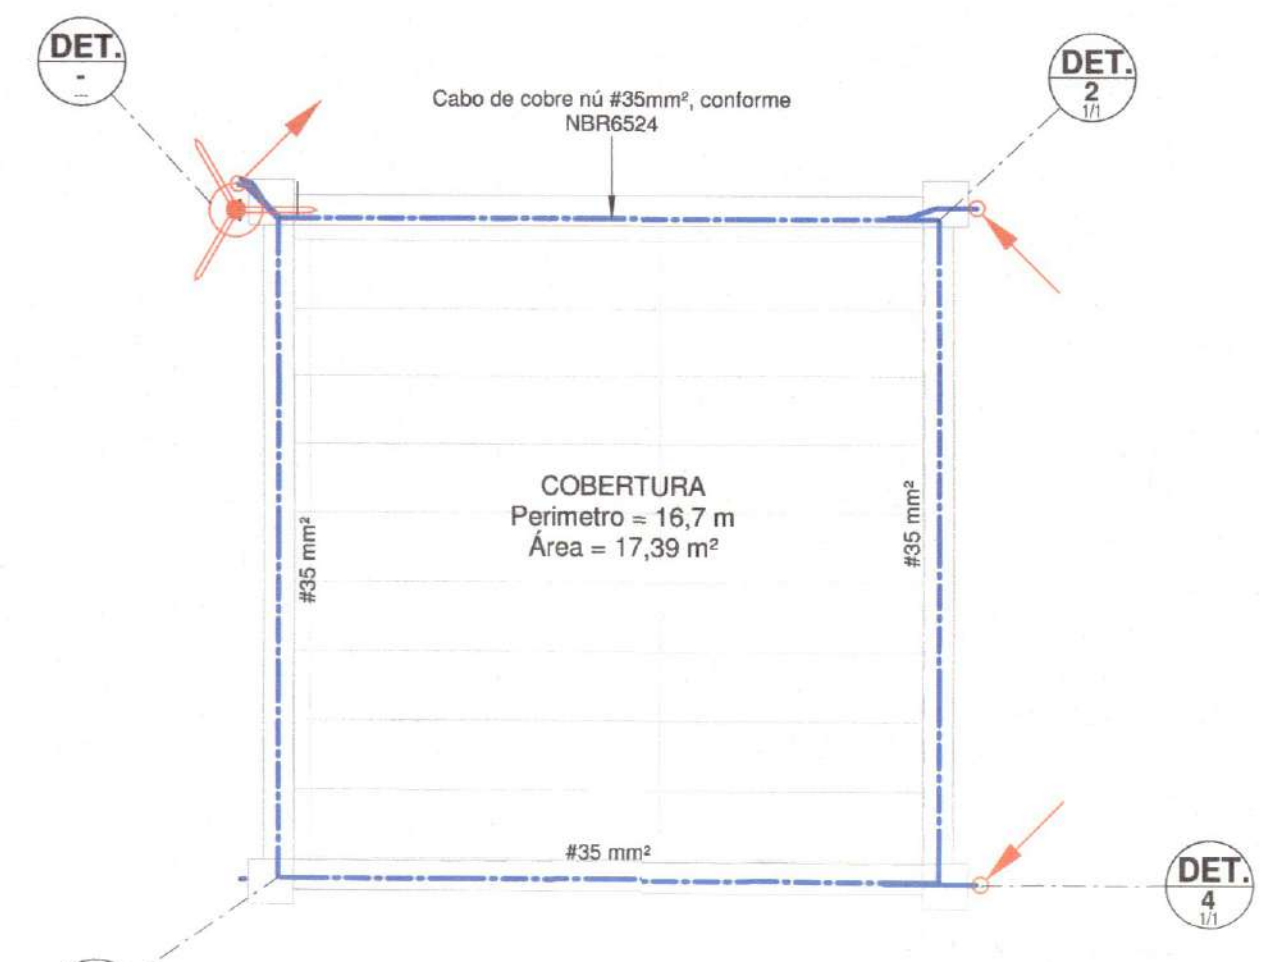 DET.
-
DET.
2
1/1
Cabo de cobre nú #35mm², conforme
NBR6524
COBERTURA
Perimetro = 16,7 m
Área = 17,39 m²
#35 mm²
#35 mm²
#35 mm²
DET.
4
1/1